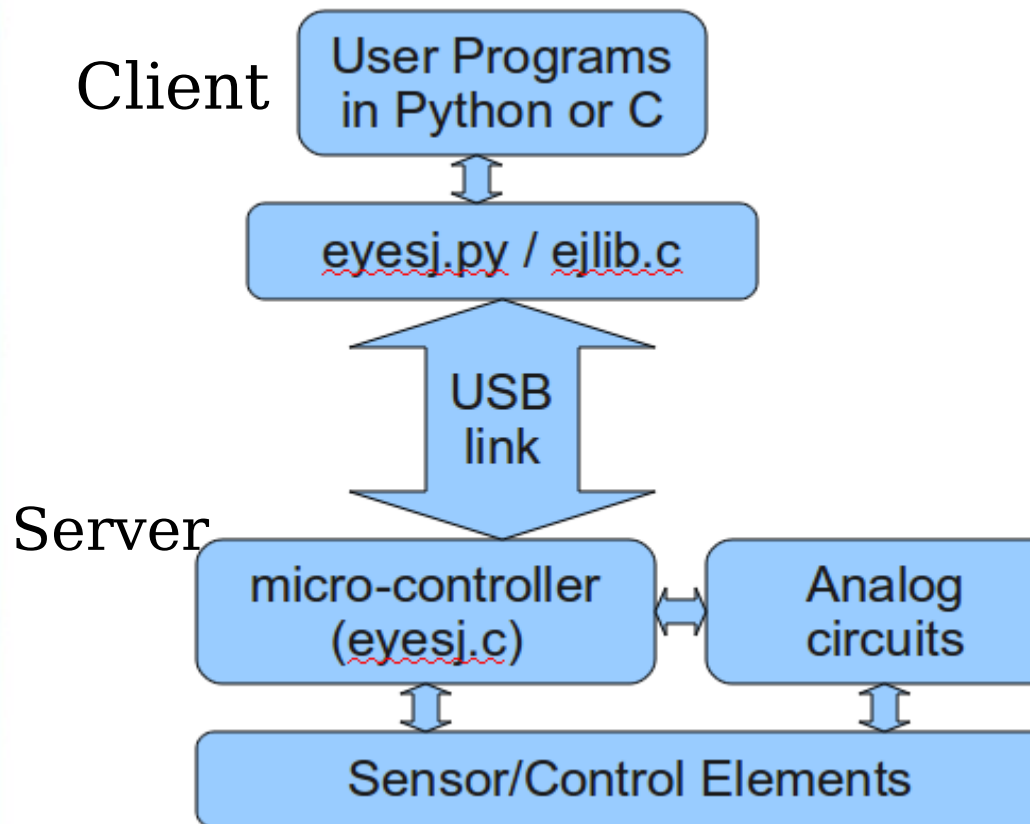 Client
User Programs
in Python or C
eyesj.py / ejlib.c
USB
link
Server
micro-controller
(eyesj.c)
Analog
circuits
Sensor/Control Elements